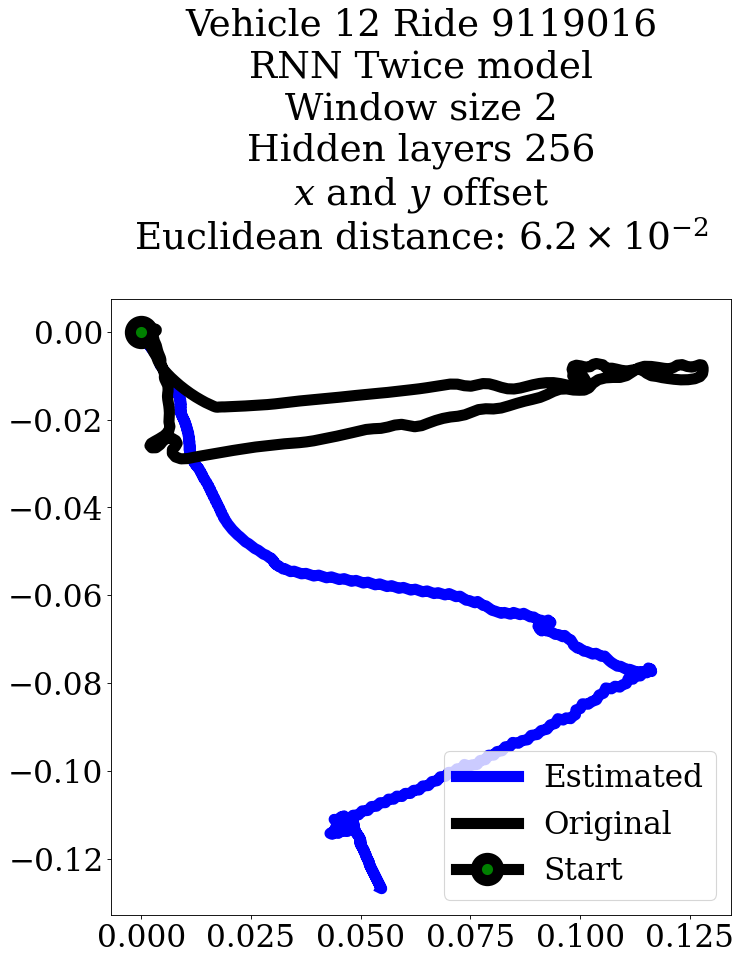 Vehicle 12 Ride 9119016
RNN Twice model
Window size 2
Hidden layers 256
x and y offset
Euclidean distance: 6.2 × 10⁻²
0.00
−0.02
−0.04
−0.06
−0.08
−0.10
−0.12
Estimated
Original
Start
0.000 0.025 0.050 0.075 0.100 0.125